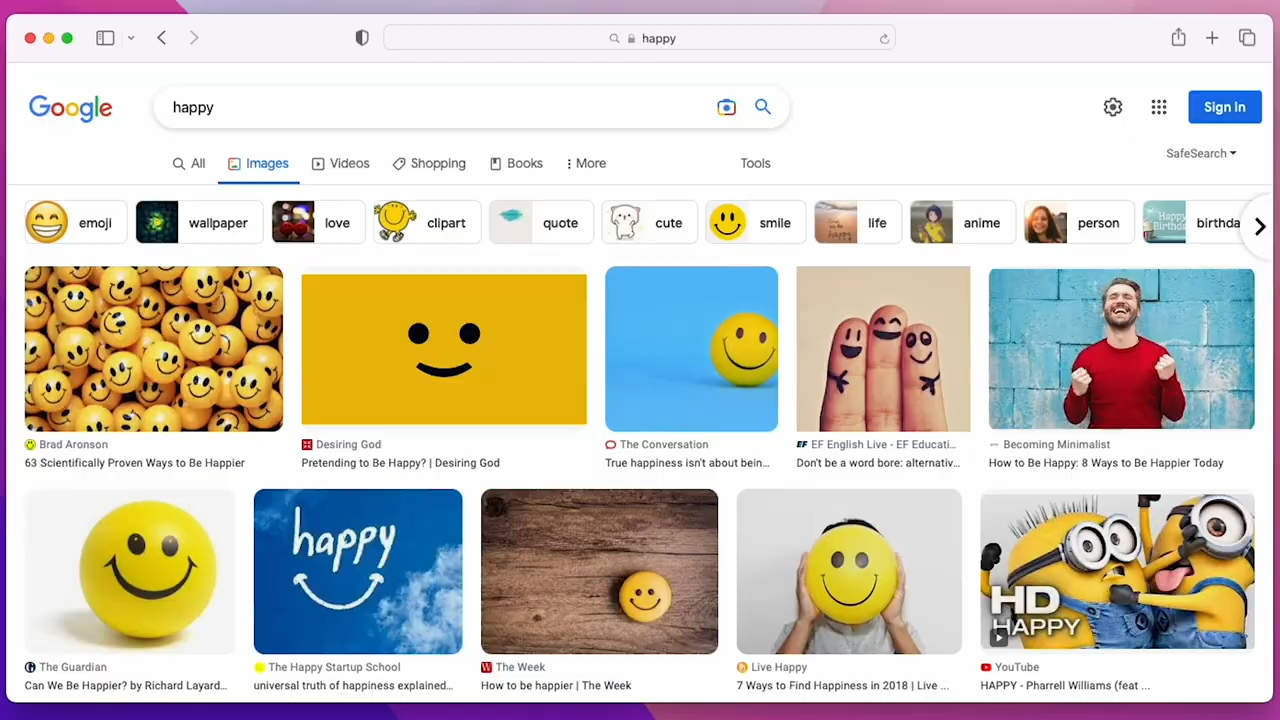 happy
Google
happy
Sign in
All
Images
Videos
Shopping
Books
More
Tools
SafeSearch
emoji
wallpaper
love
clipart
quote
cute
smile
life
anime
person
birthda
Brad Aronson
63 Scientifically Proven Ways to Be Happier
Desiring God
Pretending to Be Happy? | Desiring God
The Conversation
True happiness isn't about bein...
EF English Live - EF Educati...
Don't be a word bore: alternativ...
Becoming Minimalist
How to Be Happy: 8 Ways to Be Happier Today
happy
HD
HAPPY
The Guardian
Can We Be Happier? by Richard Layard...
The Happy Startup School
universal truth of happiness explained...
The Week
How to be happier | The Week
Live Happy
7 Ways to Find Happiness in 2018 | Live ...
YouTube
HAPPY - Pharrell Williams (feat ...